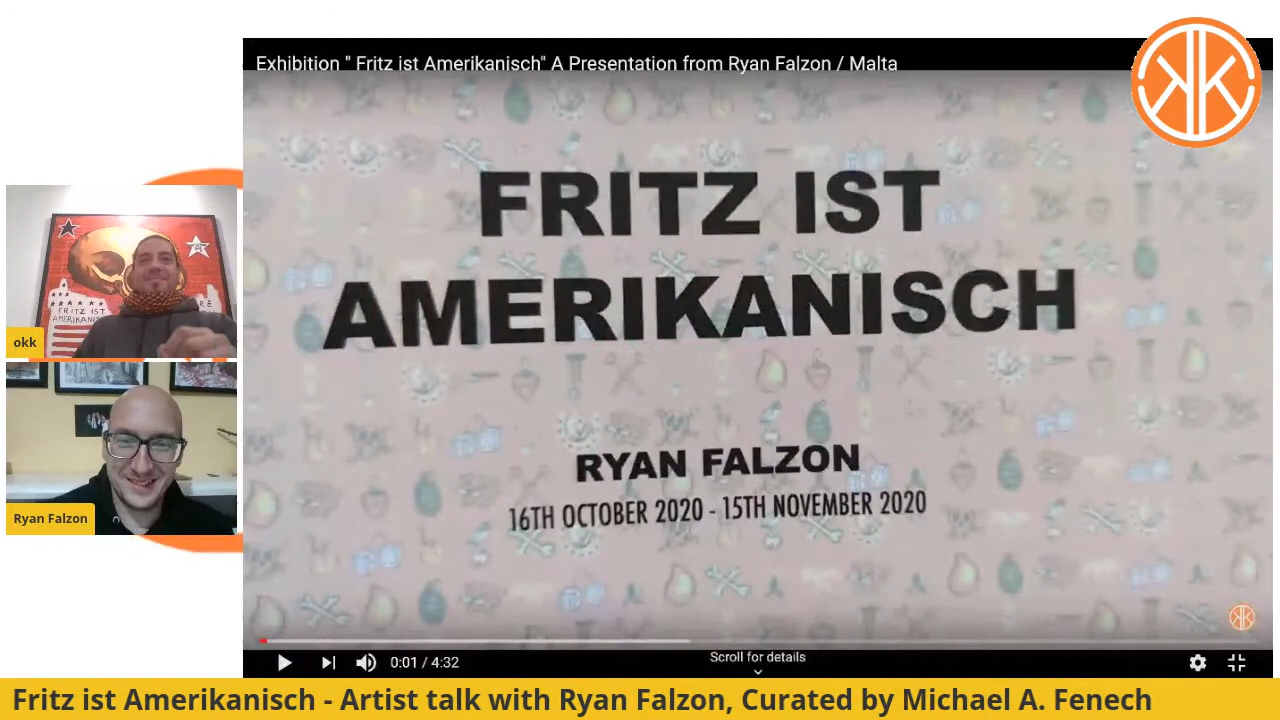 Exhibition " Fritz ist Amerikanisch" A Presentation from Ryan Falzon / Malta
FRITZ IST
AMERIKANISCH
RYAN FALZON
16TH OCTOBER 2020 - 15TH NOVEMBER 2020
FRITZ IST
okk
Ryan Falzon
0:01 / 4:32
Scroll for details
Fritz ist Amerikanisch - Artist talk with Ryan Falzon, Curated by Michael A. Fenech